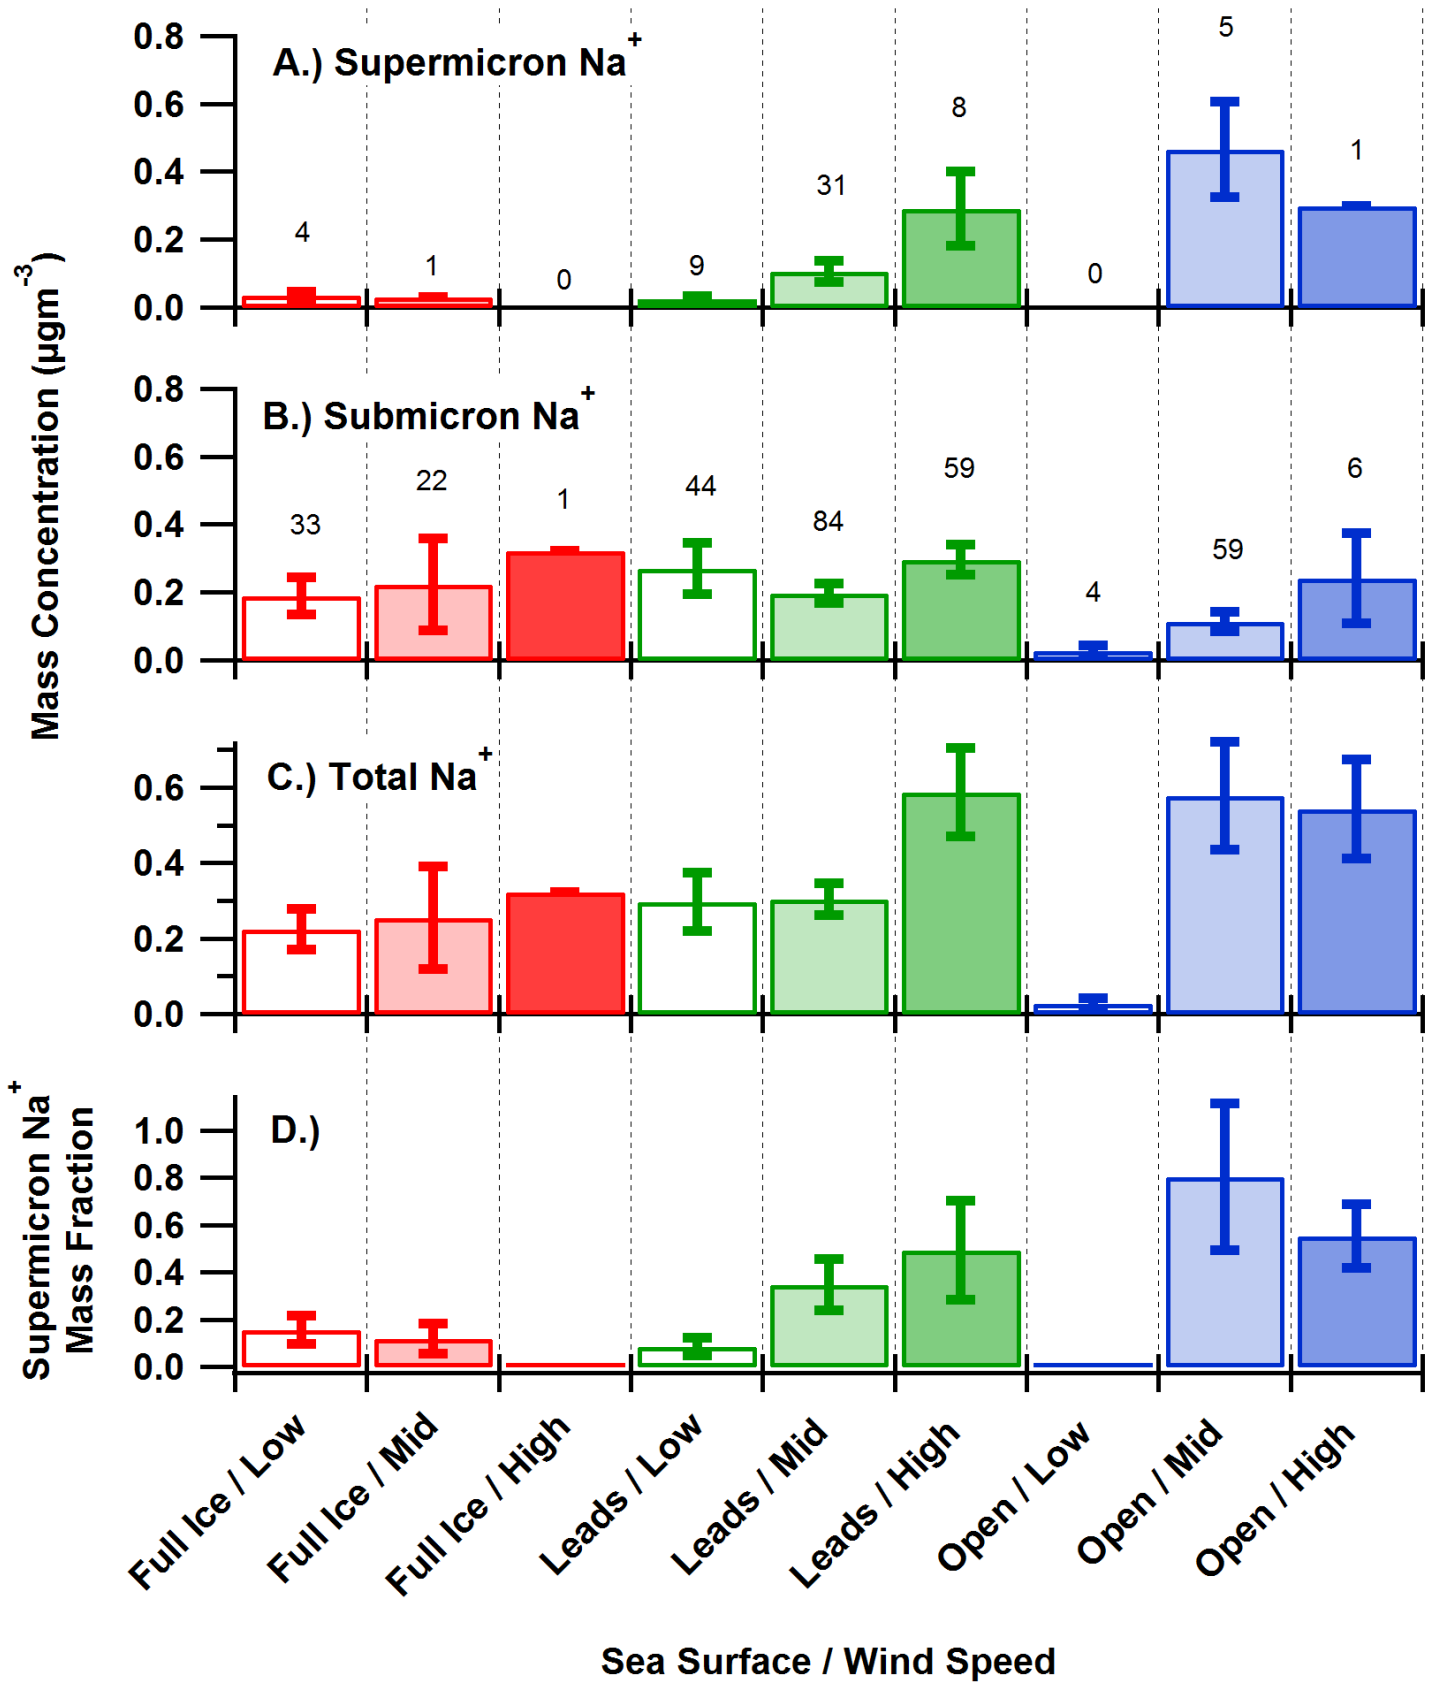 Mass Concentration (µgm⁻³)
A.) Supermicron Na⁺
0.8
0.6
0.4
0.2
0.0
4
1
0
9
31
8
0
5
1
B.) Submicron Na⁺
0.8
0.6
0.4
0.2
0.0
33
22
1
44
84
59
4
59
6
C.) Total Na⁺
0.6
0.4
0.2
0.0
Supermicron Na⁺
Mass Fraction
D.)
1.0
0.8
0.6
0.4
0.2
0.0
Full Ice / Low
Full Ice / Mid
Full Ice / High
Leads / Low
Leads / Mid
Leads / High
Open / Low
Open / Mid
Open / High
Sea Surface / Wind Speed